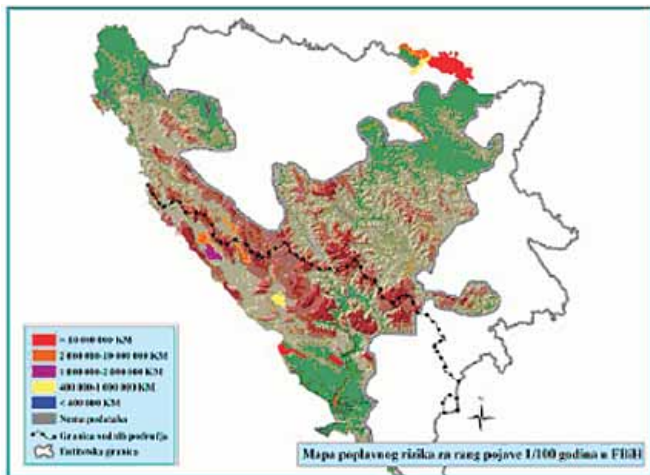 > 10 000 000 KM
2 000 000-10 000 000 KM
1 000 000-2 000 000 KM
400 000-1 000 000 KM
< 400 000 KM
Nema podataka
Granica vodnih područja
Entitetska granica
Mapa poplavnog rizika za rang pojave 1/100 godina u FBiH